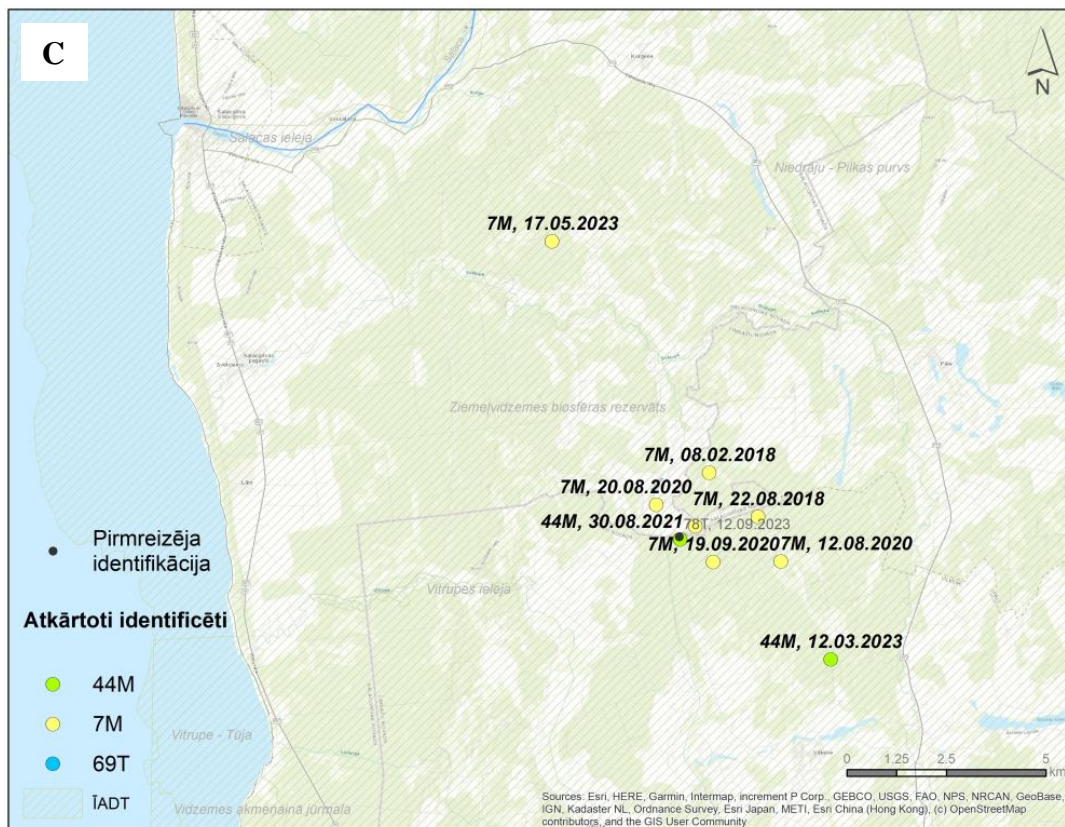 C
N
Salacas ieleja
Niedrāju - Pilkas purvs
7M, 17.05.2023
Ziemeļvidzemes biosfēras rezervāts
7M, 08.02.2018
7M, 20.08.2020
7M, 22.08.2018
44M, 30.08.2021
78T, 12.09.2023
7M, 19.09.2020
7M, 12.08.2020
Vitrupes ieleja
44M, 12.03.2023
Pirmreizēja
identifikācija
Atkārtoti identificēti
44M
7M
69T
ĪADT
Vitrupe - Tūja
Vidzemes akmenainā jūrmala
0 1.25 2.5 5
km
Sources: Esri, HERE, Garmin, Intermap, increment P Corp., GEBCO, USGS, FAO, NPS, NRCAN, GeoBase,
IGN, Kadaster NL, Ordnance Survey, Esri Japan, METI, Esri China (Hong Kong), (c) OpenStreetMap
contributors, and the GIS User Community